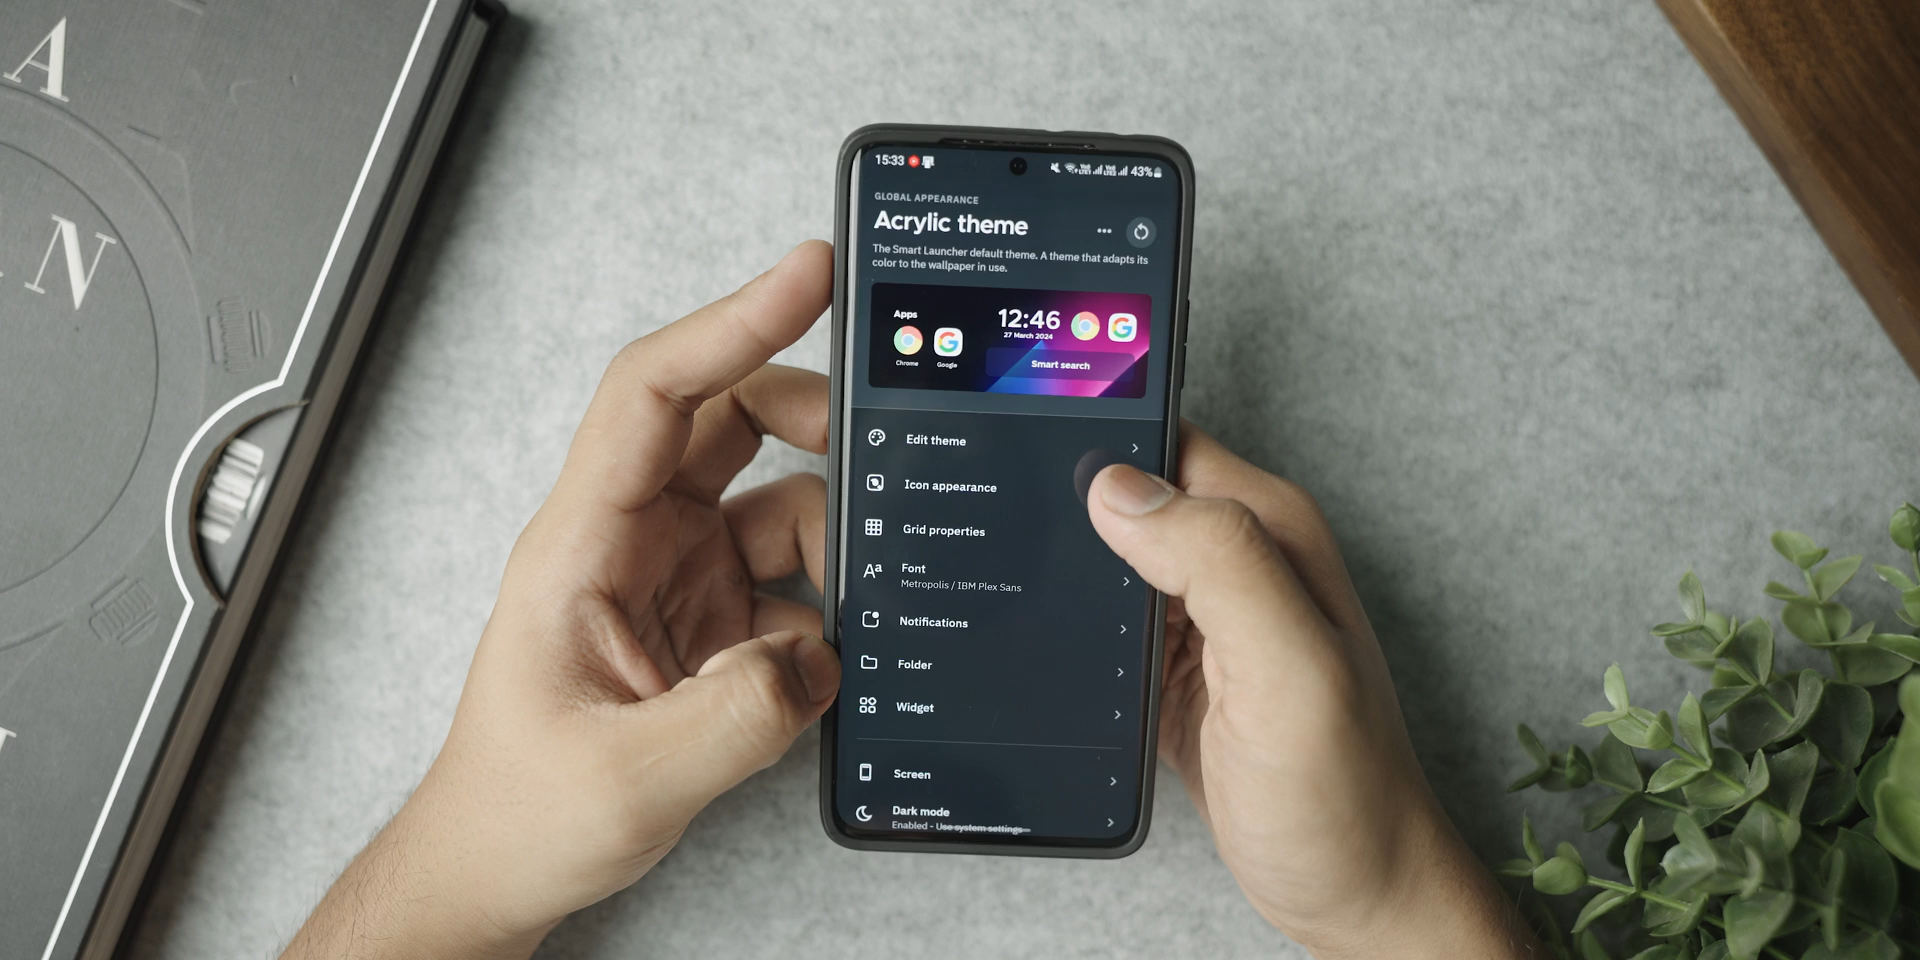 A
N
15:33
43%
GLOBAL APPEARANCE
Acrylic theme
The Smart Launcher default theme. A theme that adapts its
color to the wallpaper in use.
Apps
Chrome
Google
12:46
27 March 2024
Smart search
Edit theme
Icon appearance
Grid properties
Aa
Font
Metropolis / IBM Plex Sans
Notifications
Folder
Widget
Screen
Dark mode
Enabled - Use system settings